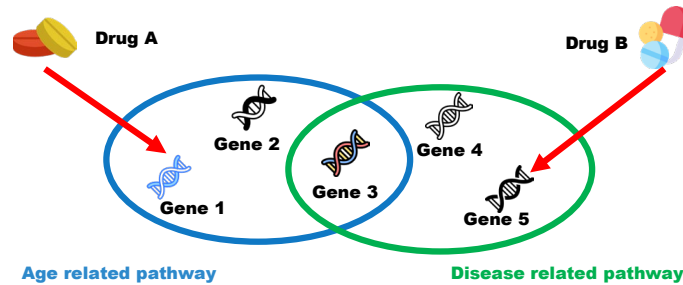 Drug A
Drug B
Gene 2
Gene 4
Gene 3
Gene 1
Gene 5
Age related pathway
Disease related pathway